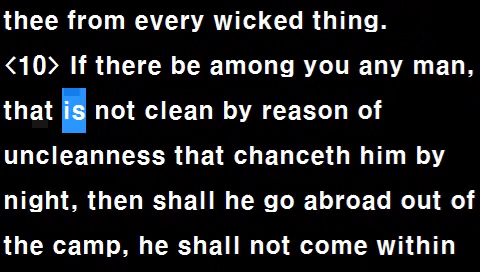 thee from every wicked thing.
<10> If there be among you any man,
that is not clean by reason of
uncleanness that chanceth him by
night, then shall he go abroad out of
the camp, he shall not come within